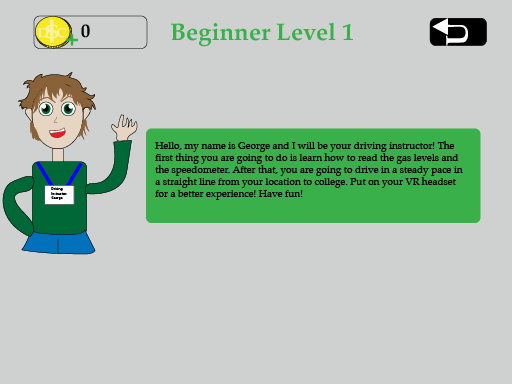 0
Beginner Level 1
Hello, my name is George and I will be your driving instructor! The
first thing you are going to do is learn how to read the gas levels and
the speedometer. After that, you are going to drive in a steady pace in
a straight line from your location to college. Put on your VR headset
for a better experience! Have fun!
Driving
Instructor
George